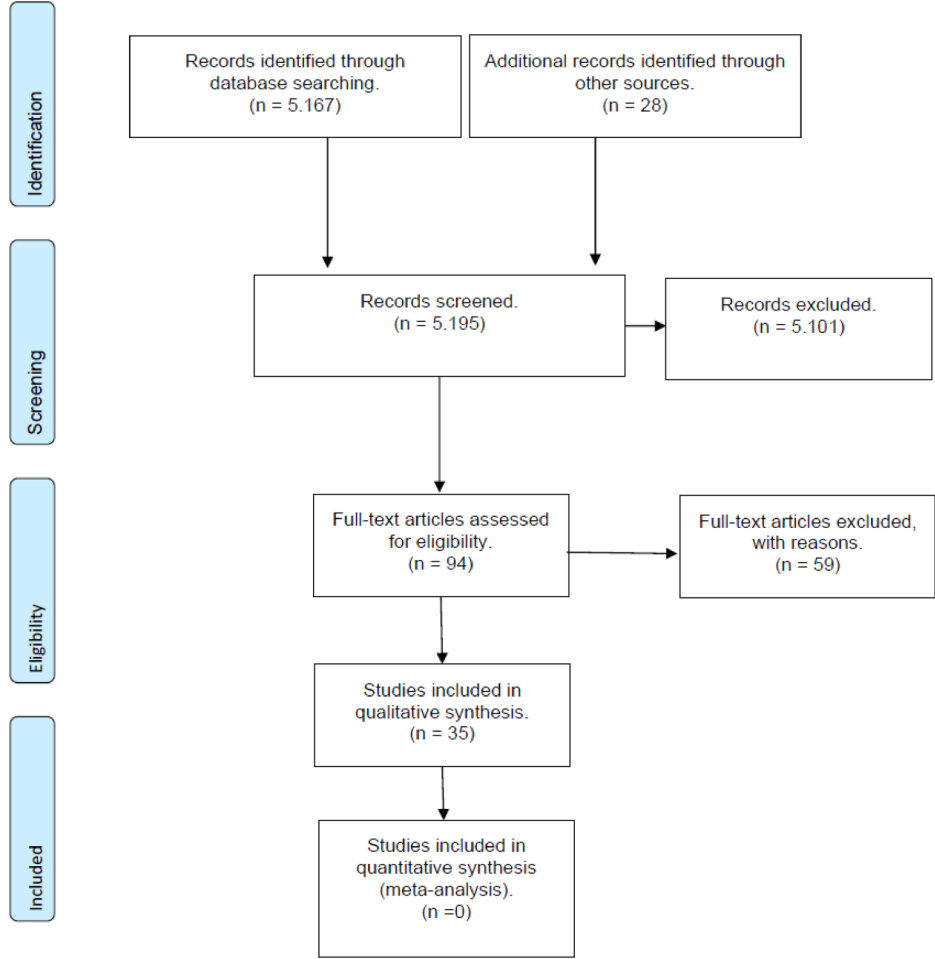 Identification
Records identified through
database searching.
(n = 5.167)
Additional records identified through
other sources.
(n = 28)
Screening
Records screened.
(n = 5.195)
Records excluded.
(n = 5.101)
Eligibility
Full-text articles assessed
for eligibility.
(n = 94)
Full-text articles excluded,
with reasons.
(n = 59)
Studies included in
qualitative synthesis.
(n = 35)
Included
Studies included in
quantitative synthesis
(meta-analysis).
(n =0)